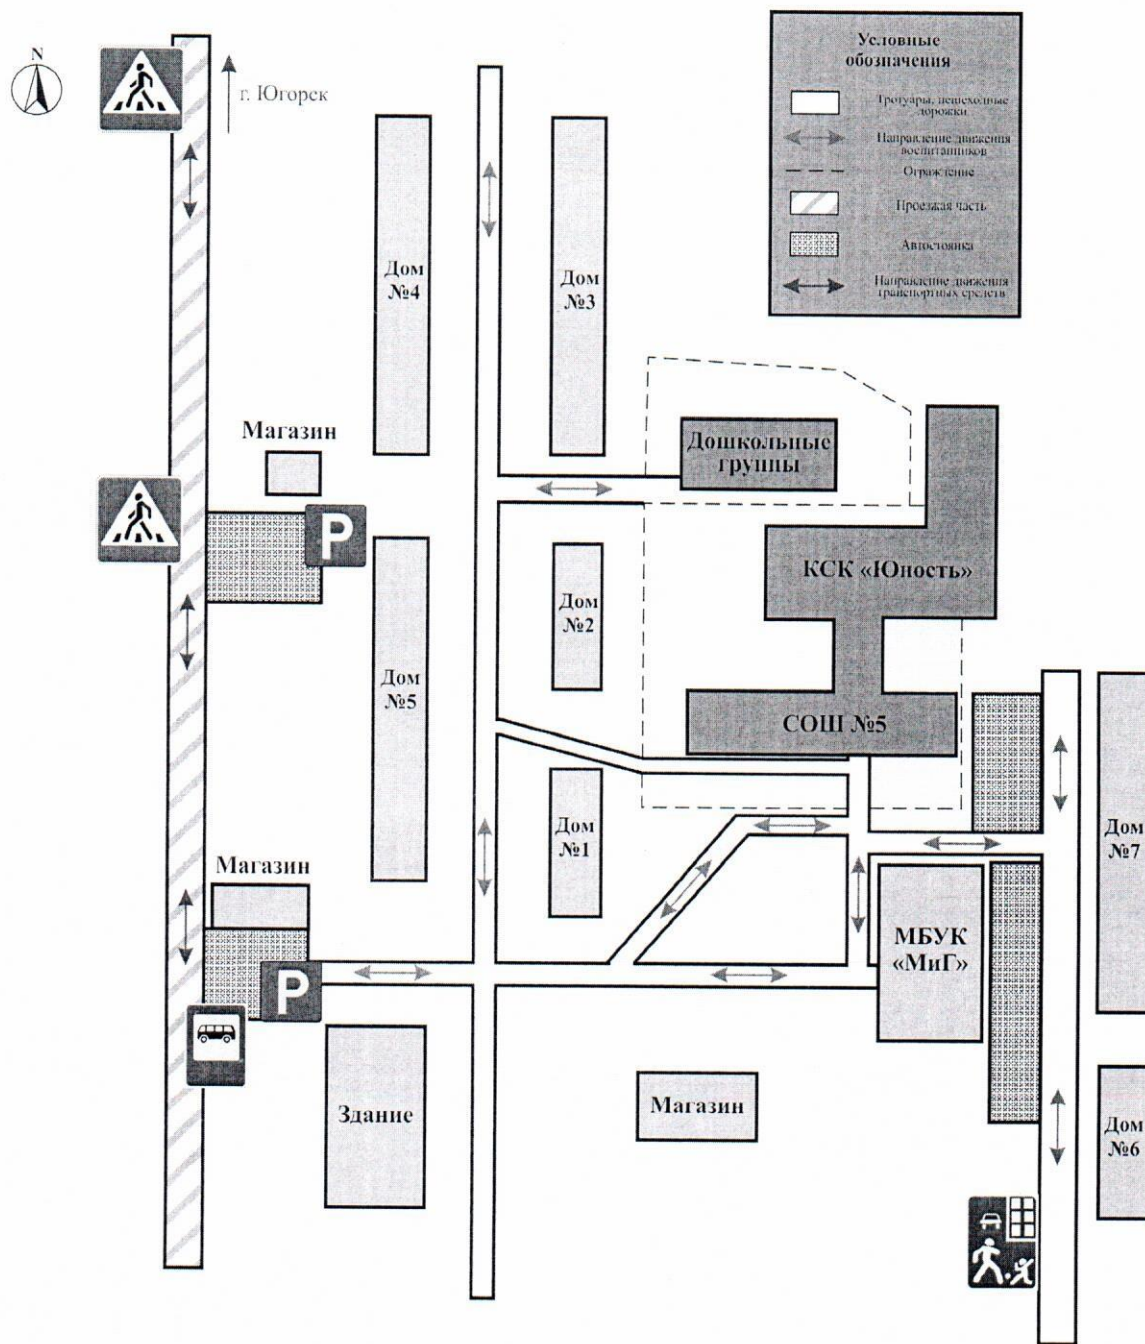 Условные
обозначения
Тротуары, пешеходные
дорожки
Направление движения
воспитанников
Ограждение
Проезжая часть
Автостоянка
Направление движения
транспортных средств
N
г. Югорск
Дом
№4
Дом
№3
Магазин
Дошкольные
группы
P
КСК «Юность»
Дом
№2
Дом
№5
СОШ №5
Дом
№1
Дом
№7
Магазин
МБУК
«МиГ»
P
Здание
Магазин
Дом
№6